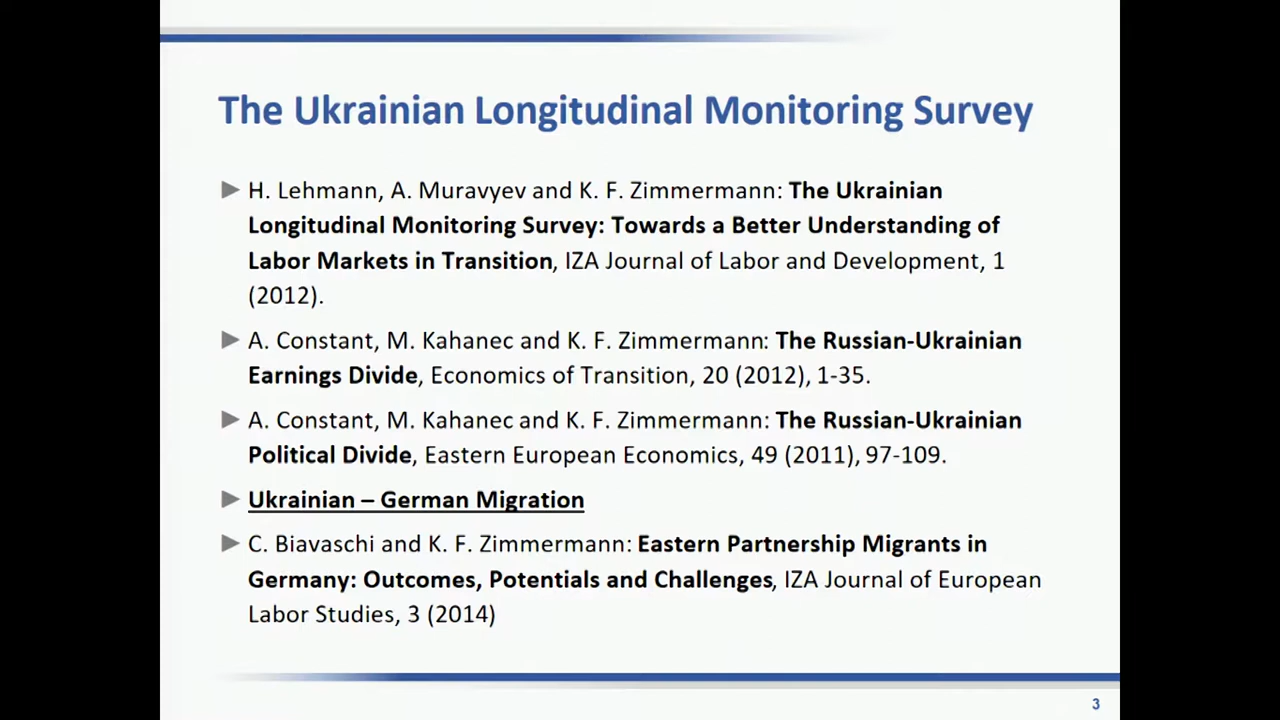 The Ukrainian Longitudinal Monitoring Survey
H. Lehmann, A. Muravyev and K. F. Zimmermann: The Ukrainian
Longitudinal Monitoring Survey: Towards a Better Understanding of
Labor Markets in Transition, IZA Journal of Labor and Development, 1
(2012).
A. Constant, M. Kahanec and K. F. Zimmermann: The Russian-Ukrainian
Earnings Divide, Economics of Transition, 20 (2012), 1-35.
A. Constant, M. Kahanec and K. F. Zimmermann: The Russian-Ukrainian
Political Divide, Eastern European Economics, 49 (2011), 97-109.
Ukrainian – German Migration
C. Biavaschi and K. F. Zimmermann: Eastern Partnership Migrants in
Germany: Outcomes, Potentials and Challenges, IZA Journal of European
Labor Studies, 3 (2014)
3